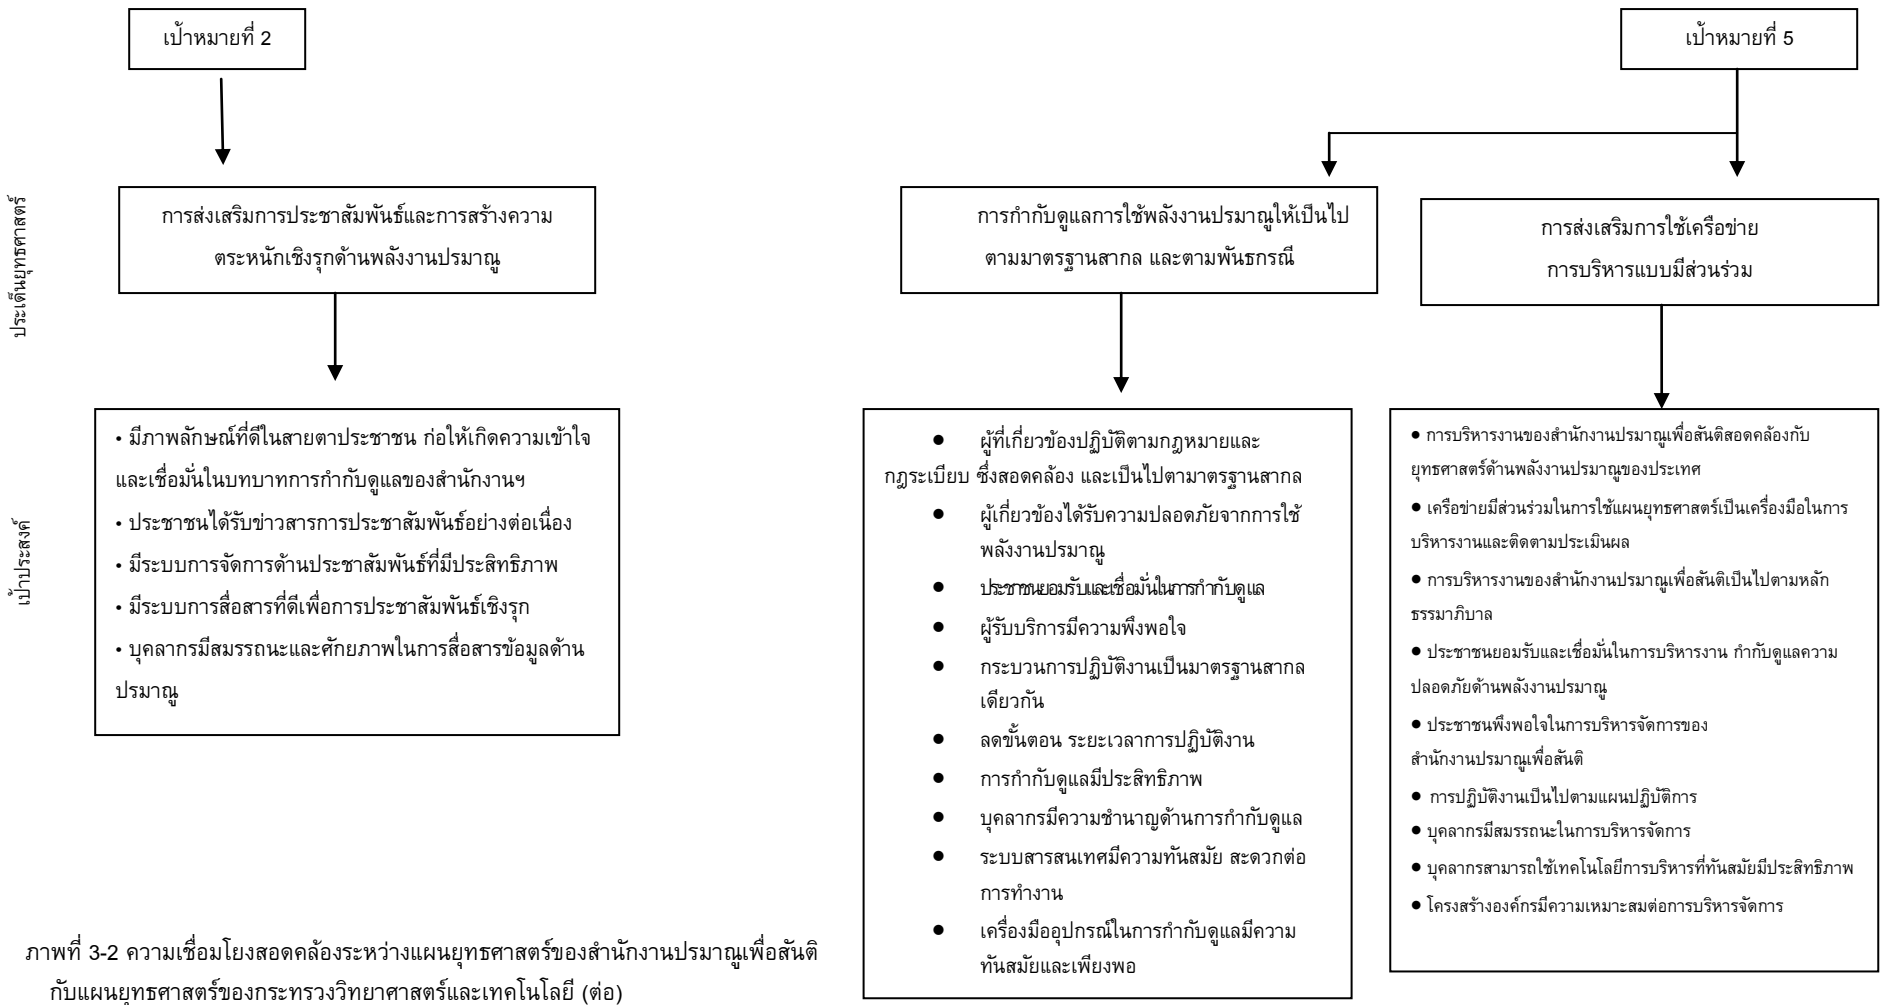 เป้าหมายที่ 2
เป้าหมายที่ 5
ประเด็นยุทธศาสตร์
การส่งเสริมการประชาสัมพันธ์และการสร้างความ
ตระหนักเชิงรุกด้านพลังงานปรมาณู
การกำกับดูแลการใช้พลังงานปรมาณูให้เป็นไป
ตามมาตรฐานสากล และตามพันธกรณี
การส่งเสริมการใช้เครือข่าย
การบริหารแบบมีส่วนร่วม
เป้าประสงค์
• มีภาพลักษณ์ที่ดีในสายตาประชาชน ก่อให้เกิดความเข้าใจ
และเชื่อมั่นในบทบาทการกำกับดูแลของสำนักงานฯ
• ประชาชนได้รับข่าวสารการประชาสัมพันธ์อย่างต่อเนื่อง
• มีระบบการจัดการด้านประชาสัมพันธ์ที่มีประสิทธิภาพ
• มีระบบการสื่อสารที่ดีเพื่อการประชาสัมพันธ์เชิงรุก
• บุคลากรมีสมรรถนะและศักยภาพในการสื่อสารข้อมูลด้าน
ปรมาณู
● ผู้ที่เกี่ยวข้องปฏิบัติตามกฎหมายและ
กฎระเบียบ ซึ่งสอดคล้อง และเป็นไปตามาตรฐานสากล
● ผู้เกี่ยวข้องได้รับความปลอดภัยจากการใช้
พลังงานปรมาณู
● ประชาชนยอมรับและเชื่อมั่นในการกำกับดูแล
● ผู้รับบริการมีความพึงพอใจ
● กระบวนการปฏิบัติงานเป็นมาตรฐานสากล
เดียวกัน
● ลดขั้นตอน ระยะเวลาการปฏิบัติงาน
● การกำกับดูแลมีประสิทธิภาพ
● บุคลากรมีความชำนาญด้านการกำกับดูแล
● ระบบสารสนเทศมีความทันสมัย สะดวกต่อ
การทำงาน
● เครื่องมืออุปกรณ์ในการกำกับดูแลมีความ
ทันสมัยและเพียงพอ
● การบริหารงานของสำนักงานปรมาณูเพื่อสันติสอดคล้องกับ
ยุทธศาสตร์ด้านพลังงานปรมาณูของประเทศ
● เครือข่ายมีส่วนร่วมในการใช้แผนยุทธศาสตร์เป็นเครื่องมือในการ
บริหารงานและติดตามประเมินผล
● การบริหารงานของสำนักงานปรมาณูเพื่อสันติเป็นไปตามหลัก
ธรรมาภิบาล
● ประชาชนยอมรับและเชื่อมั่นในการบริหารงาน กำกับดูแลความ
ปลอดภัยด้านพลังงานปรมาณู
● ประชาชนพึงพอใจในการบริหารจัดการของ
สำนักงานปรมาณูเพื่อสันติ
● การปฏิบัติงานเป็นไปตามแผนปฏิบัติการ
● บุคลากรมีสมรรถนะในการบริหารจัดการ
● บุคลากรสามารถใช้เทคโนโลยีการบริหารที่ทันสมัยมีประสิทธิภาพ
● โครงสร้างองค์กรมีความเหมาะสมต่อการบริหารจัดการ
ภาพที่ 3-2 ความเชื่อมโยงสอดคล้องระหว่างแผนยุทธศาสตร์ของสำนักงานปรมาณูเพื่อสันติ
กับแผนยุทธศาสตร์ของกระทรวงวิทยาศาสตร์และเทคโนโลยี (ต่อ)